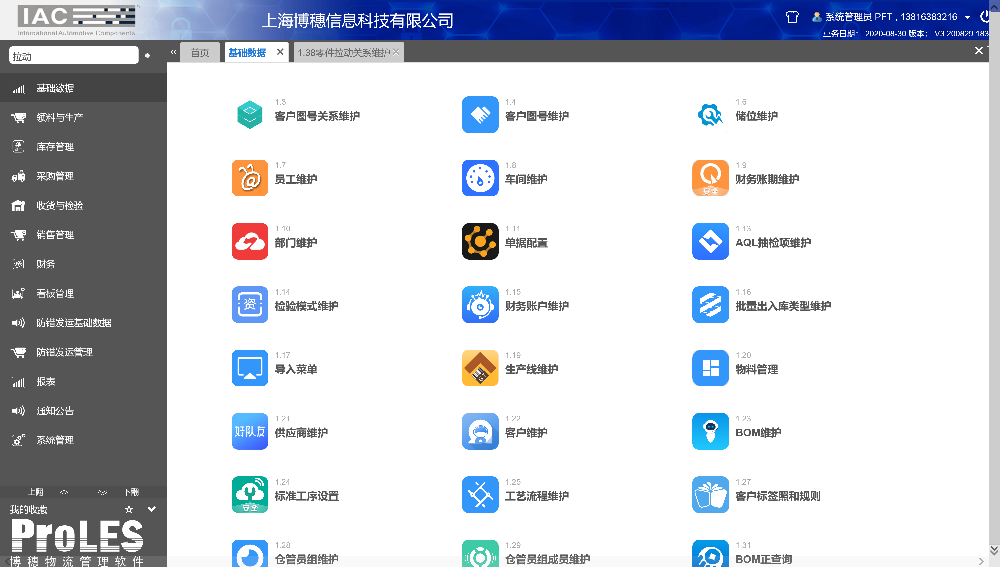 IAC
TM
International Automotive Components
上海博穗信息科技有限公司
系统管理员 PFT , 13816383216
业务日期： 2020-08-30 版本： V3.200829.183
拉动
首页
基础数据
1.38零件拉动关系维护
基础数据
领料与生产
库存管理
采购管理
收货与检验
销售管理
财务
看板管理
防错发运基础数据
防错发运管理
报表
通知公告
系统管理
上翻
下翻
我的收藏
ProLES
博穗物流管理软件
1.3
客户图号关系维护
1.4
客户图号维护
1.6
储位维护
1.7
员工维护
1.8
车间维护
安全
1.9
财务账期维护
1.10
部门维护
1.11
单据配置
1.13
AQL抽检项维护
资
1.14
检验模式维护
1.15
财务账户维护
1.16
批量出入库类型维护
1.17
导入菜单
GT
1.19
生产线维护
1.20
物料管理
好队友
1.21
供应商维护
1.22
客户维护
1.23
BOM维护
安全
1.24
标准工序设置
1.25
工艺流程维护
1.27
客户标签照和规则
1.28
仓管员组维护
1.29
仓管员组成员维护
1.31
BOM正查询